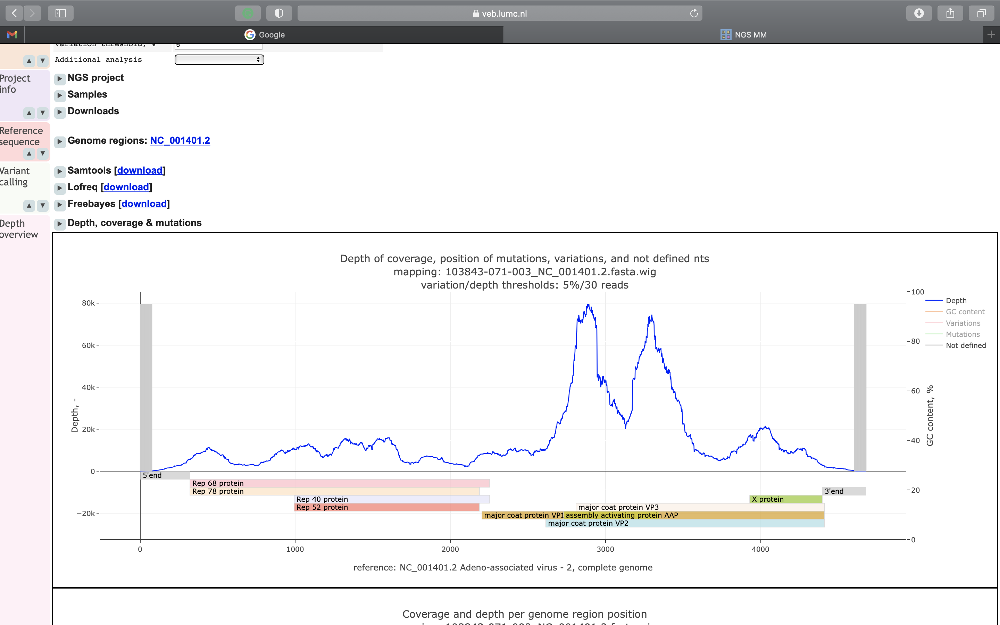 veb.lumc.nl
Google
NGS MM
variation threshold, %
5
Additional analysis
Project info
NGS project
Samples
Downloads
Reference sequence
Genome regions: NC_001401.2
Variant calling
Samtools [download]
Lofreq [download]
Freebayes [download]
Depth overview
Depth, coverage & mutations
Depth of coverage, position of mutations, variations, and not defined nts
mapping: 103843-071-003_NC_001401.2.fasta.wig
variation/depth thresholds: 5%/30 reads
80k
60k
40k
20k
0
−20k
Depth, -
100
80
60
40
20
0
GC content, %
Depth
GC content
Variations
Mutations
Not defined
5'end
Rep 68 protein
Rep 78 protein
3'end
Rep 40 protein
X protein
Rep 52 protein
major coat protein VP3
major coat protein VP1
assembly activating protein AAP
major coat protein VP2
0
1000
2000
3000
4000
reference: NC_001401.2 Adeno-associated virus - 2, complete genome
Coverage and depth per genome region position